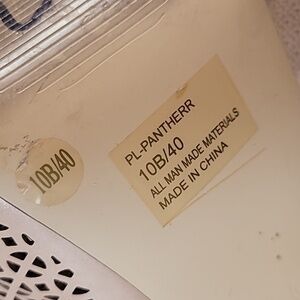 10B/40
PL-PANTHERR
10B/40
ALL MAN MADE MATERIALS
MADE IN CHINA